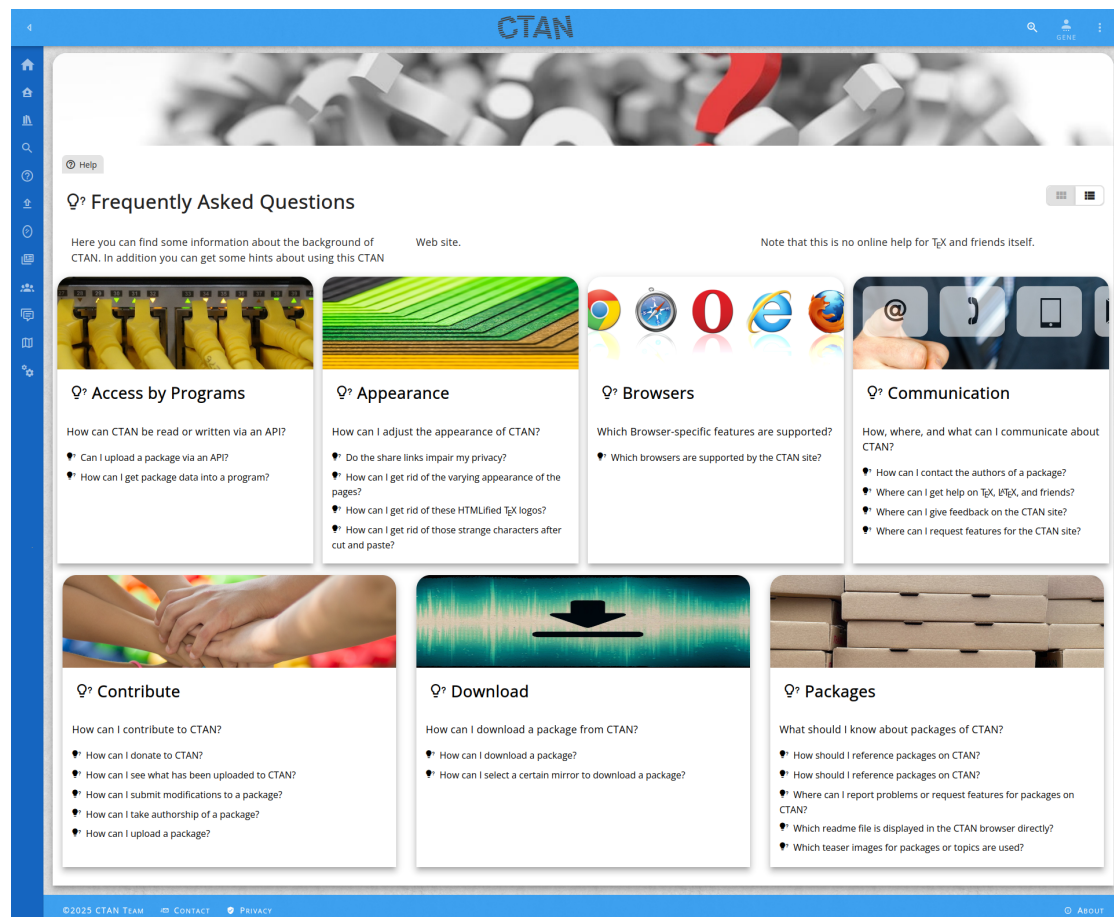 CTAN
GENE
Help
Frequently Asked Questions
Here you can find some information about the background of
CTAN. In addition you can get some hints about using this CTAN
Web site.
Note that this is no online help for TEX and friends itself.
Access by Programs
How can CTAN be read or written via an API?
Can I upload a package via an API?
How can I get package data into a program?
Appearance
How can I adjust the appearance of CTAN?
Do the share links impair my privacy?
How can I get rid of the varying appearance of the
pages?
How can I get rid of these HTMLified TEX logos?
How can I get rid of those strange characters after
cut and paste?
Browsers
Which Browser-specific features are supported?
Which browsers are supported by the CTAN site?
Communication
How, where, and what can I communicate about
CTAN?
How can I contact the authors of a package?
Where can I get help on TEX, LATEX, and friends?
Where can I give feedback on the CTAN site?
Where can I request features for the CTAN site?
Contribute
How can I contribute to CTAN?
How can I donate to CTAN?
How can I see what has been uploaded to CTAN?
How can I submit modifications to a package?
How can I take authorship of a package?
How can I upload a package?
Download
How can I download a package from CTAN?
How can I download a package?
How can I select a certain mirror to download a package?
Packages
What should I know about packages of CTAN?
How should I reference packages on CTAN?
How should I reference packages on CTAN?
Where can I report problems or request features for packages on
CTAN?
Which readme file is displayed in the CTAN browser directly?
Which teaser images for packages or topics are used?
©2025 CTAN TEAM CONTACT PRIVACY ABOUT